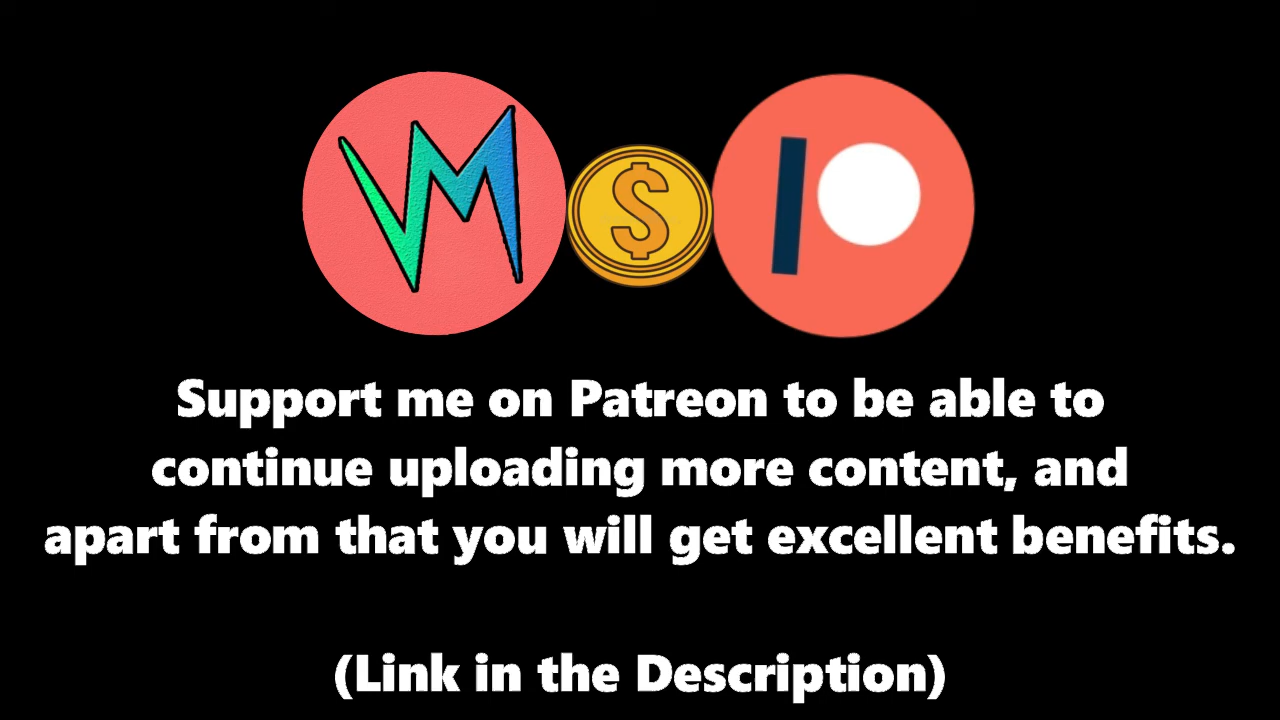 VM
$
Support me on Patreon to be able to
continue uploading more content, and
apart from that you will get excellent benefits.
(Link in the Description)